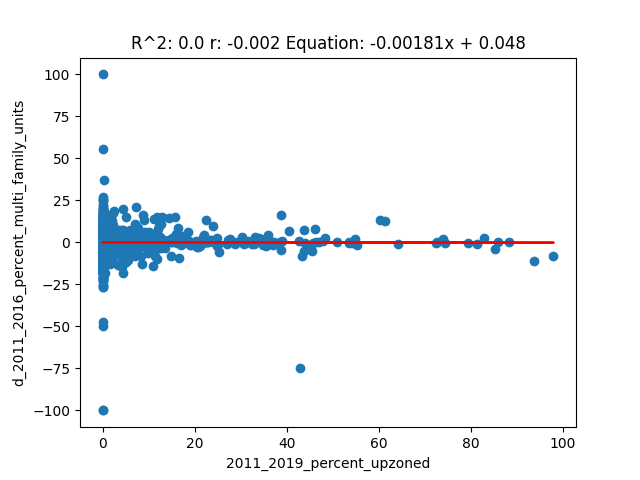 R^2: 0.0 r: -0.002 Equation: -0.00181x + 0.048
d_2011_2016_percent_multi_family_units
100
75
50
25
0
−25
−50
−75
−100
0 20 40 60 80 100
2011_2019_percent_upzoned